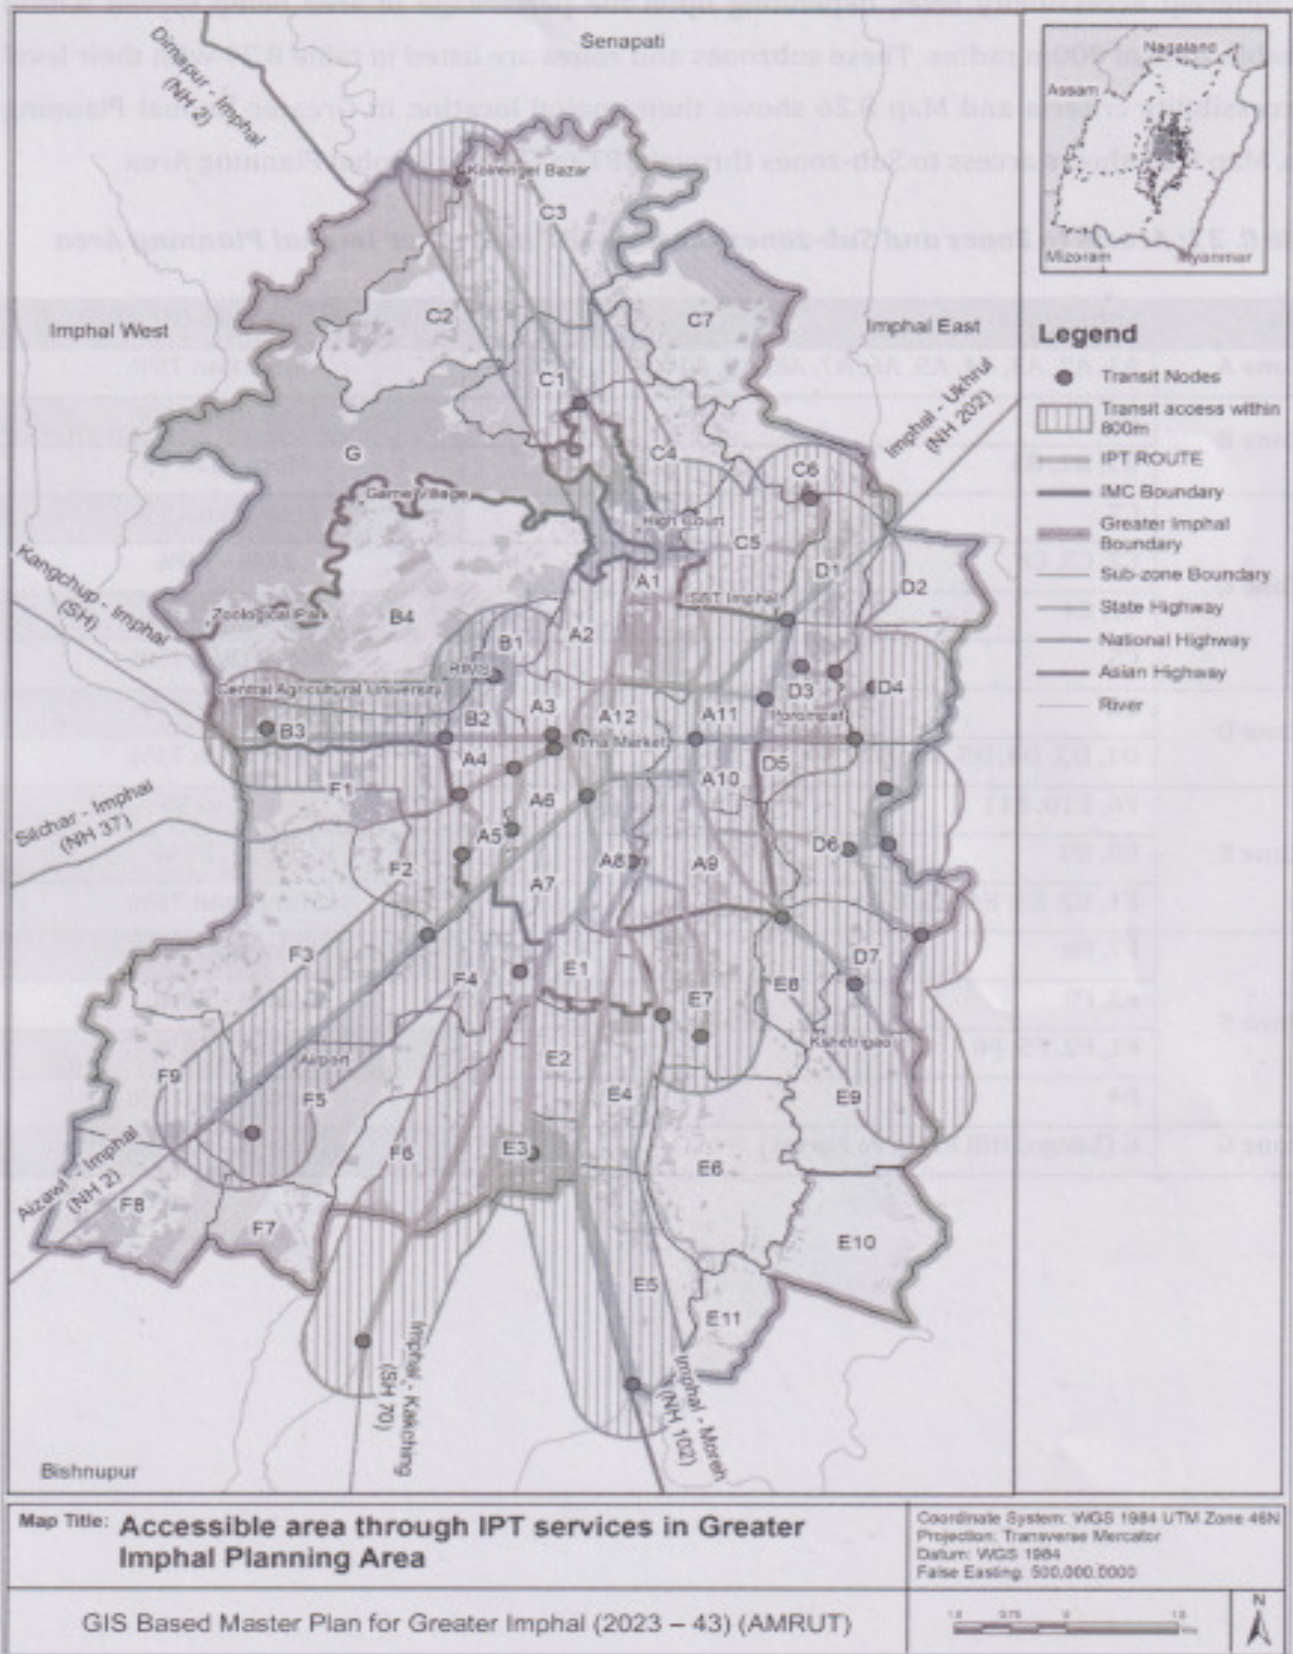 Senapati
Dimapur - Imphal
(NH 2)
Koirengei Bazar
C3
Nagaland
Assam
Mizoram
Myanmar
Imphal West
C2
C7
Imphal East
C1
Imphal - Ukhrul
(NH 202)
G
C4
C6
Game Village
High Court
C5
Kangchup - Imphal
(SH)
A1
D1
D2
ISBT Imphal
Zoological Park
B4
B1
A2
RIMS
Central Agricultural University
D3
D4
B3
B2
A3
A12
A11
Porompat
Ima Market
A4
A10
D5
F1
A6
Silchar - Imphal
(NH 37)
A5
D6
F2
A8
A9
A7
F3
F4
E1
E7
E8
D7
Airport
E2
Kshetrigao
F9
F5
E4
E9
F6
E3
E6
Aizawl - Imphal
(NH 2)
F8
F7
E10
E5
E11
Imphal - Kakching
(SH 70)
Imphal - Moreh
(NH 102)
Bishnupur
Legend
Transit Nodes
Transit access within
800m
IPT ROUTE
IMC Boundary
Greater Imphal
Boundary
Sub-zone Boundary
State Highway
National Highway
Asian Highway
River
Map Title: Accessible area through IPT services in Greater
Imphal Planning Area
Coordinate System: WGS 1984 UTM Zone 46N
Projection: Transverse Mercator
Datum: WGS 1984
False Easting: 500,000.0000
GIS Based Master Plan for Greater Imphal (2023 – 43) (AMRUT)
N